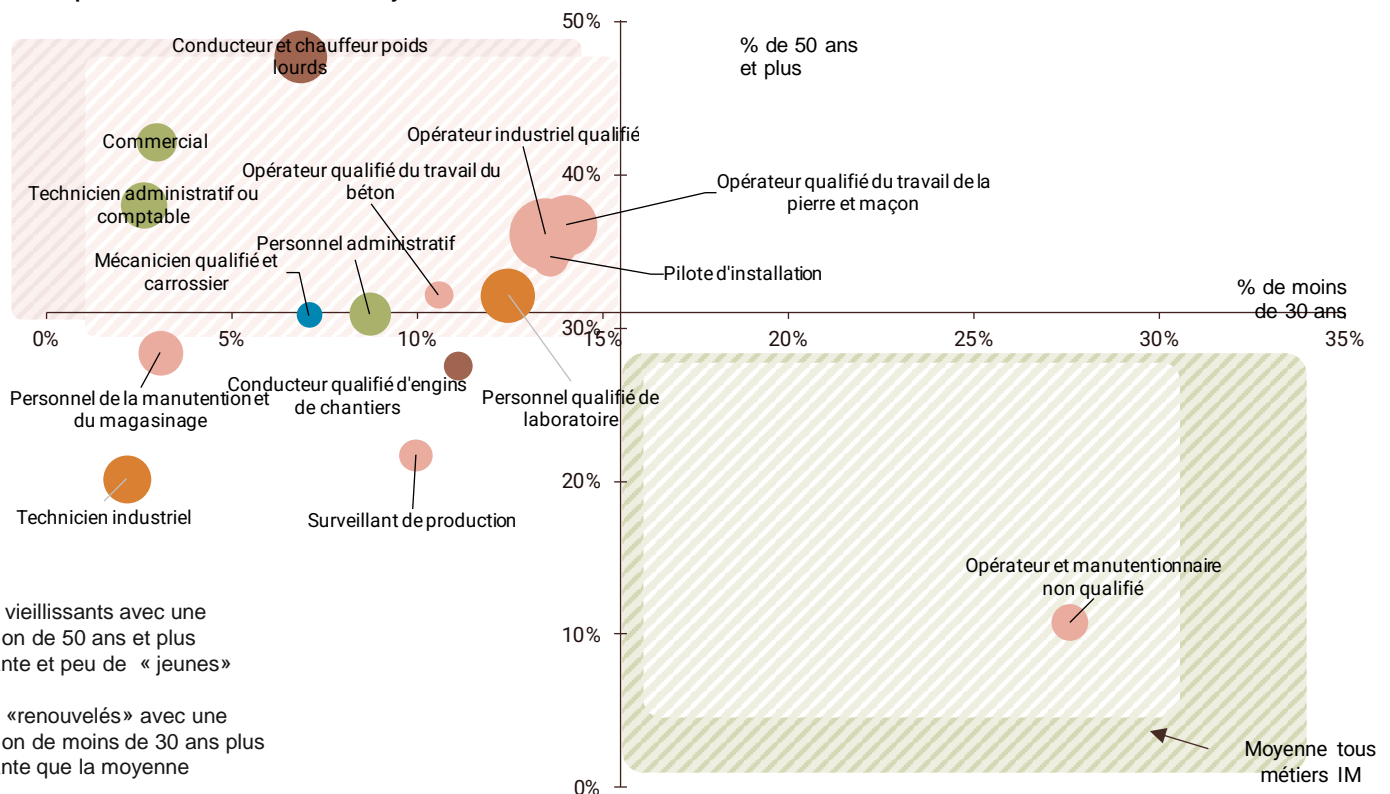 50%
Conducteur et chauffeur poids
lourds
% de 50 ans
et plus
Commercial
Opérateur industriel qualifié
Opérateur qualifié du travail du
béton
40%
Opérateur qualifié du travail de la
pierre et maçon
Technicien administratif ou
comptable
Personnel administratif
Mécanicien qualifié et
carrossier
Pilote d'installation
% de moins
de 30 ans
30%
0%
5%
10%
15%
20%
25%
30%
35%
Personnel de la manutention et
du magasinage
Conducteur qualifié d'engins
de chantiers
Personnel qualifié de
laboratoire
20%
Technicien industriel
Surveillant de production
Opérateur et manutentionnaire
non qualifié
vieillissants avec une
on de 50 ans et plus
nte et peu de « jeunes»
10%
«renouvelés» avec une
on de moins de 30 ans plus
nte que la moyenne
Moyenne tous
métiers IM
0%